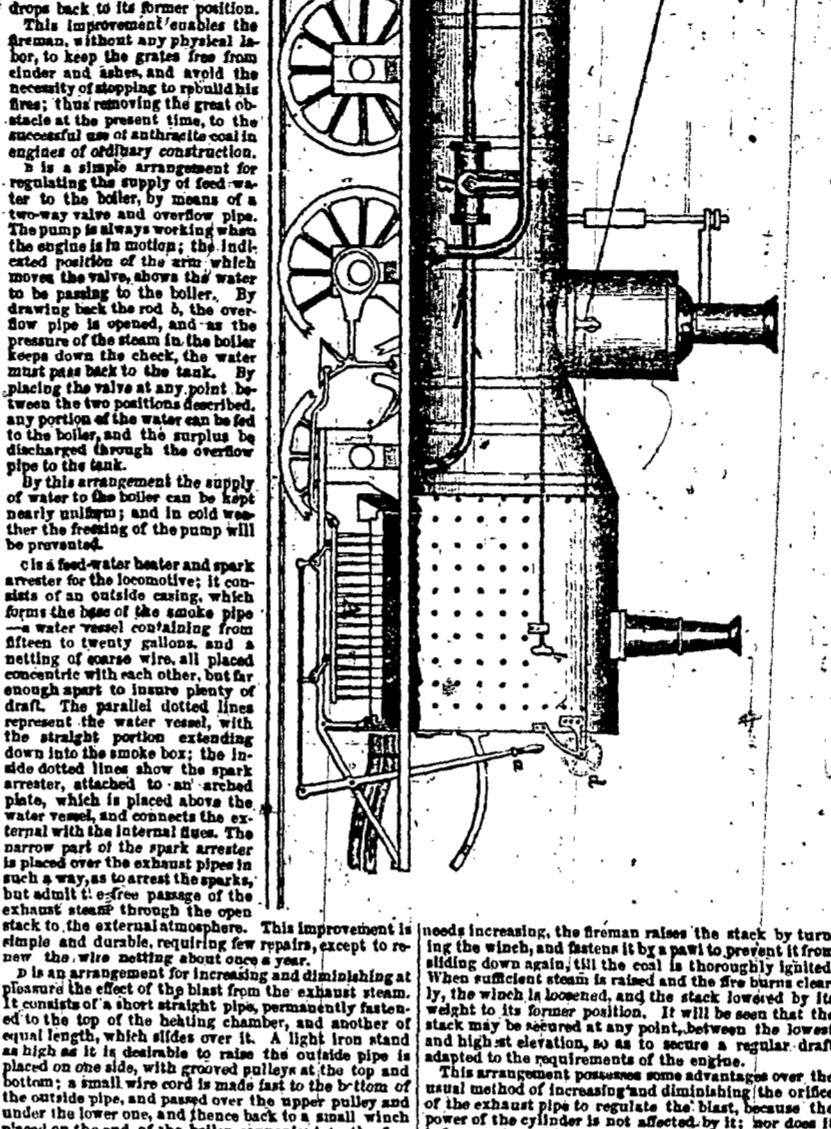 drops back to its former position.
This improvement enables the
fireman, without any physical la-
bor, to keep the grates free from
cinder and ashes, and avoid the
necessity of stopping to rebuild his
fires; thus removing the great ob-
stacle at the present time, to the
successful use of anthracite coal in
engines of ordinary construction.
B is a simple arrangement for
regulating the supply of feed-wa-
ter to the boiler, by means of a
two-way valve and overflow pipe.
The pump is always working when
the engine is in motion; the indi-
cated position of the arm which
moves the valve, shows the water
to be passing to the boiler. By
drawing back the rod b, the over-
flow pipe is opened, and as the
pressure of the steam in the boiler
keeps down the check, the water
must pass back to the tank. By
placing the valve at any point be-
tween the two positions described,
any portion of the water can be fed
to the boiler, and the surplus be
discharged through the overflow
pipe to the tank.
By this arrangement the supply
of water to the boiler can be kept
nearly uniform; and in cold wea-
ther the freezing of the pump will
be prevented.
C is a feed-water heater and spark
arrester for the locomotive; it con-
sists of an outside casing, which
forms the base of the smoke pipe
—a water vessel containing from
fifteen to twenty gallons, and a
netting of coarse wire, all placed
concentric with each other, but far
enough apart to insure plenty of
draft. The parallel dotted lines
represent the water vessel, with
the straight portion extending
down into the smoke box; the in-
side dotted lines show the spark
arrester, attached to an arched
plate, which is placed above the
water vessel, and connects the ex-
ternal with the internal flues. The
narrow part of the spark arrester
is placed over the exhaust pipes in
such a way, as to arrest the sparks,
but admit the free passage of the
exhaust steam through the open
stack to the external atmosphere. This improvement is
simple and durable, requiring few repairs, except to re-
new the wire netting about once a year.
D is an arrangement for increasing and diminishing at
pleasure the effect of the blast from the exhaust steam.
It consists of a short straight pipe, permanently fasten-
ed to the top of the heating chamber, and another of
equal length, which slides over it. A light iron stand
as high as it is desirable to raise the outside pipe is
placed on one side, with grooved pulleys at the top and
bottom; a small wire cord is made fast to the bottom of
the outside pipe, and passed over the upper pulley and
under the lower one, and thence back to a small winch
placed on the end of the boiler
needs increasing, the fireman raises the stack by turn
ing the winch, and fastens it by a pawl to prevent it from
sliding down again, till the coal is thoroughly ignited
When sufficient steam is raised and the fire burns clear
ly, the winch is loosened, and the stack lowered by its
weight to its former position. It will be seen that the
stack may be secured at any point, between the lowest
and highest elevation, so as to secure a regular draft
adapted to the requirements of the engine.
This arrangement possesses some advantages over the
usual method of increasing and diminishing the orifice
of the exhaust pipe to regulate the blast, because the
power of the cylinder is not affected by it; nor does it
a
d